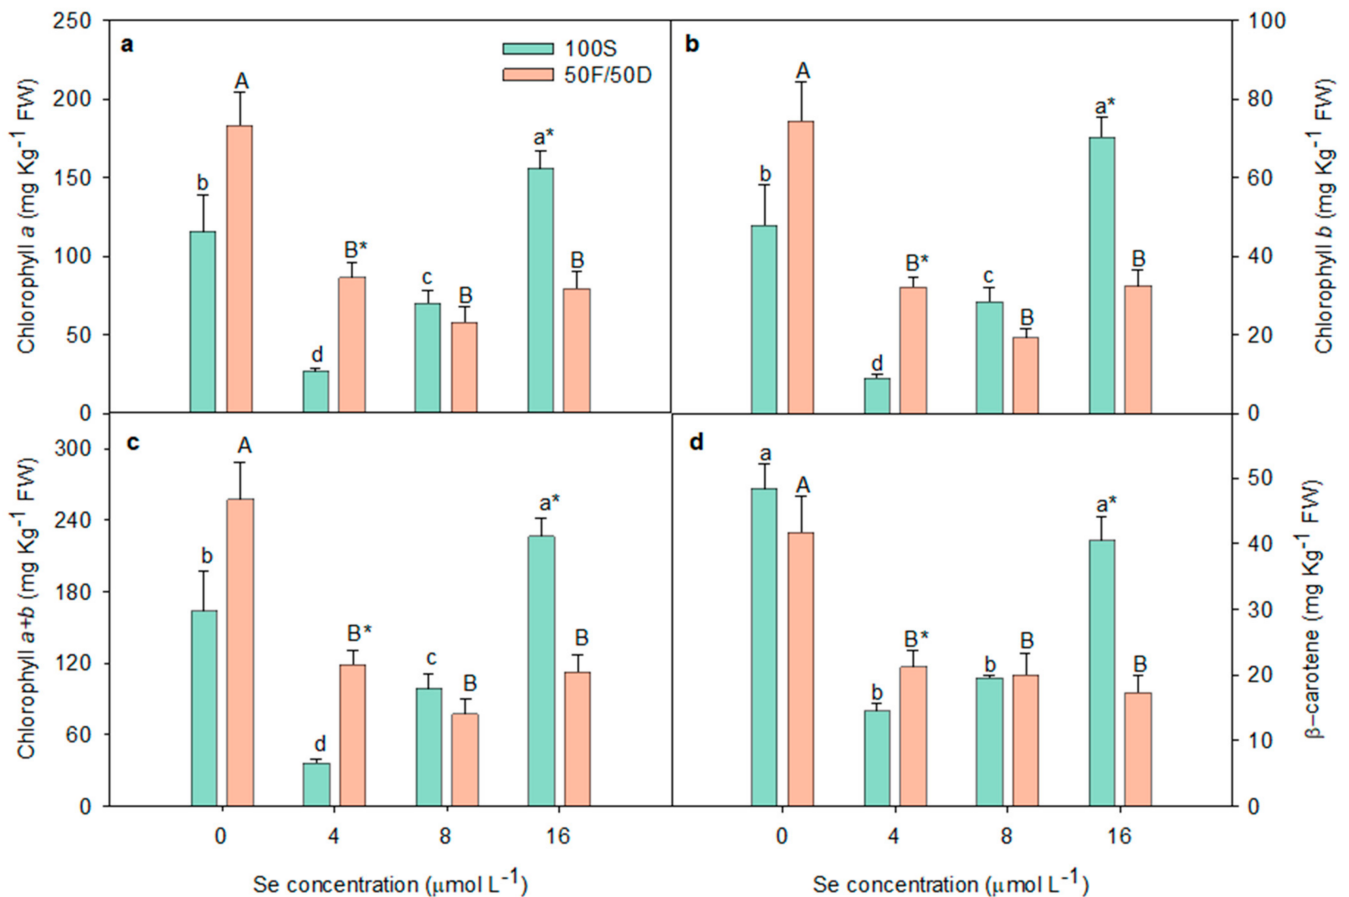 250
200
150
100
50
0
Chlorophyll a (mg Kg⁻¹ FW)
a
100S
50F/50D
b
A
d
B*
c
B
a*
B
b
100
80
60
40
20
0
Chlorophyll b (mg Kg⁻¹ FW)
b
A
d
B*
c
B
a*
B
300
240
180
120
60
0
Chlorophyll a+b (mg Kg⁻¹ FW)
c
b
A
d
B*
c
B
a*
B
0
4
8
16
Se concentration (μmol L⁻¹)
d
a
A
b
B*
b
B
a*
B
50
40
30
20
10
0
β−carotene (mg Kg⁻¹ FW)
0
4
8
16
Se concentration (μmol L⁻¹)